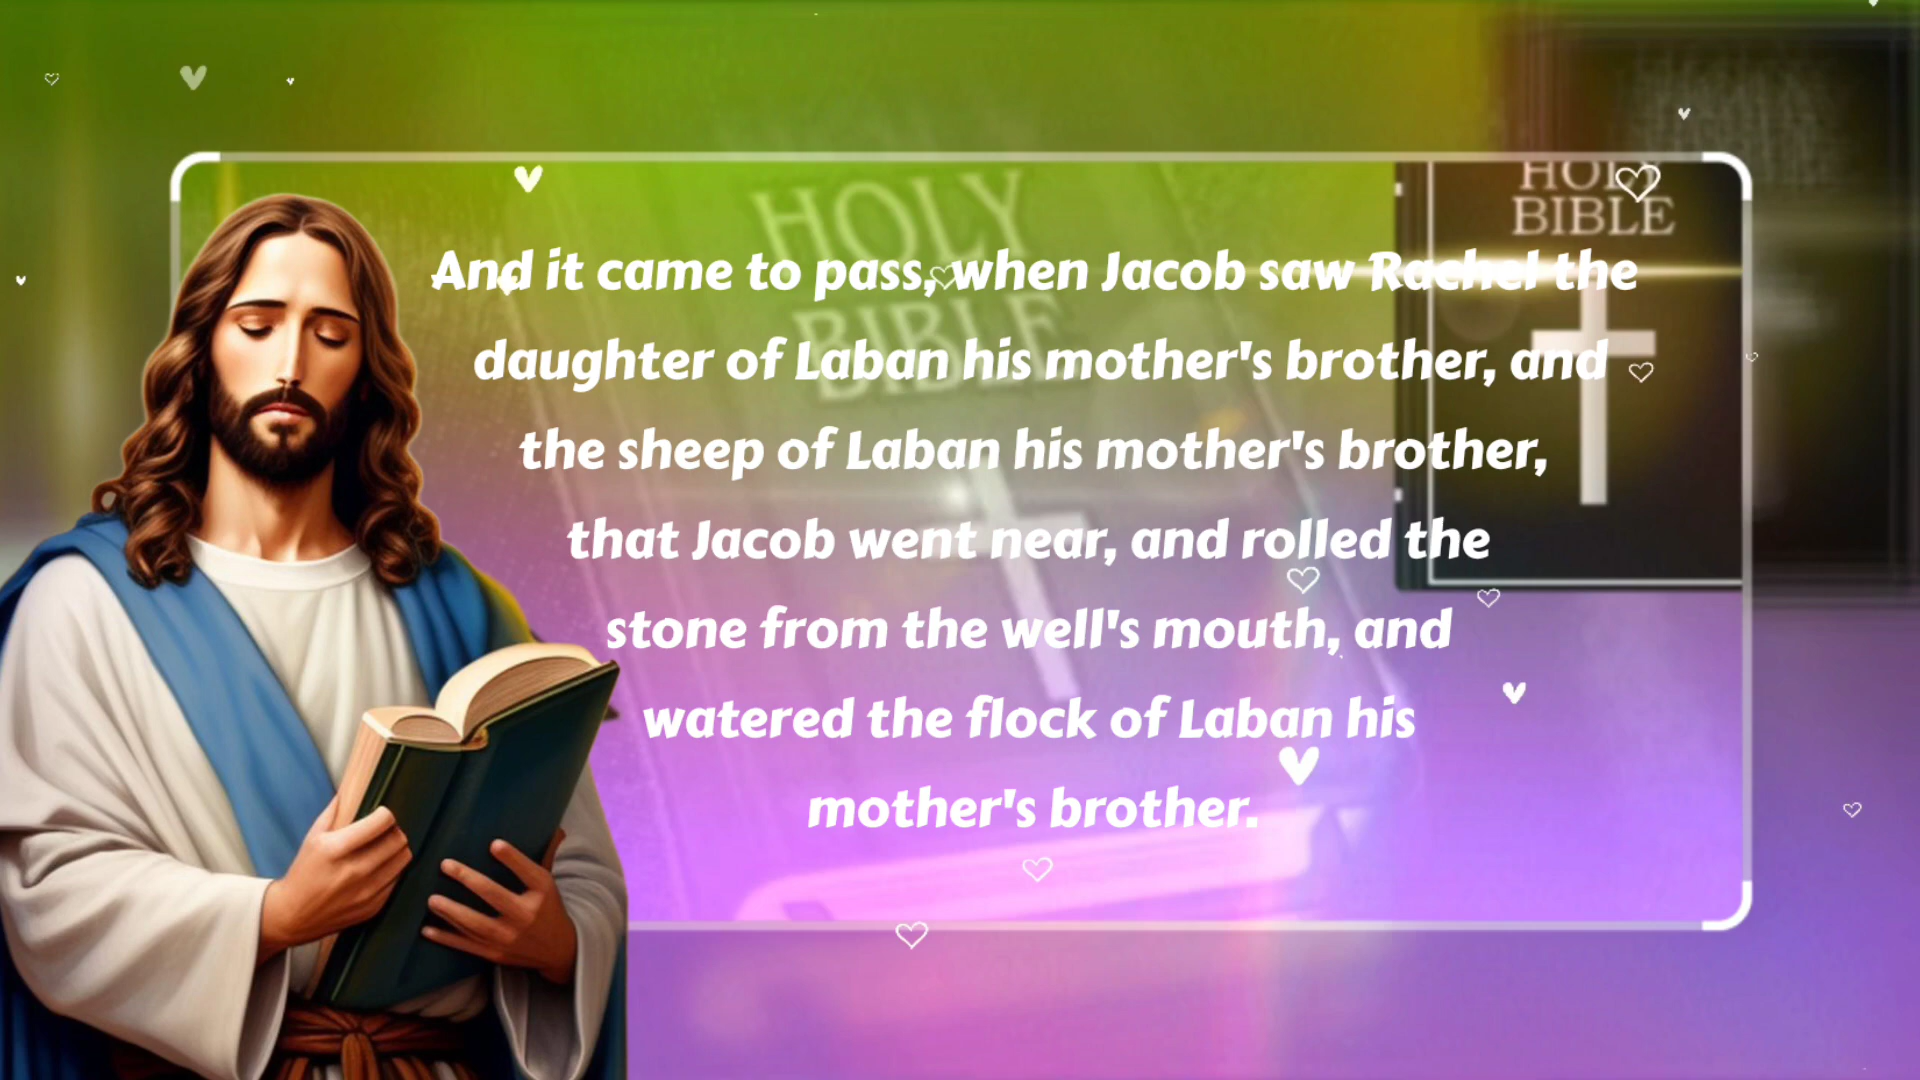 HOLY
BIBLE
HOLY
BIBLE
And it came to pass, when Jacob saw Rachel the
daughter of Laban his mother's brother, and
the sheep of Laban his mother's brother,
that Jacob went near, and rolled the
stone from the well's mouth, and
watered the flock of Laban his
mother's brother.